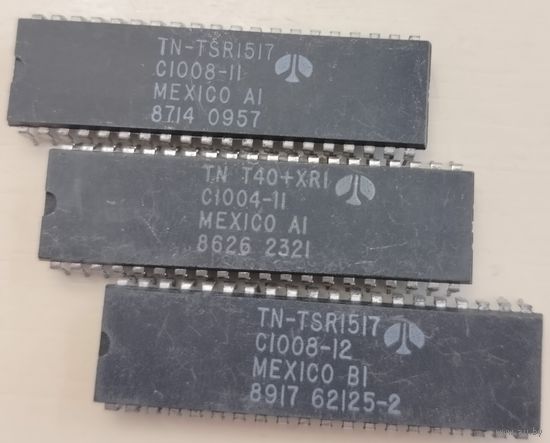 TN-TSR1517
C1008-11
MEXICO A1
8714 0957
TN T40+XR1
C1004-11
MEXICO A1
8626 2321
TN-TSR1517
C1008-12
MEXICO B1
8917 62125-2